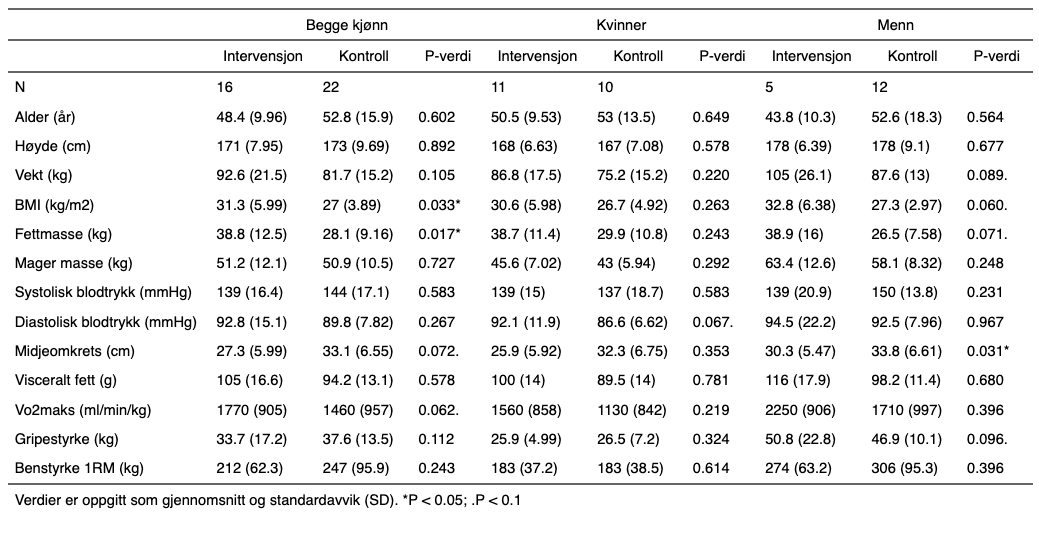 Begge kjønn Kvinner Menn
Intervensjon Kontroll P-verdi Intervensjon Kontroll P-verdi Intervensjon Kontroll P-verdi
N 16 22 11 10 5 12
Alder (år) 48.4 (9.96) 52.8 (15.9) 0.602 50.5 (9.53) 53 (13.5) 0.649 43.8 (10.3) 52.6 (18.3) 0.564
Høyde (cm) 171 (7.95) 173 (9.69) 0.892 168 (6.63) 167 (7.08) 0.578 178 (6.39) 178 (9.1) 0.677
Vekt (kg) 92.6 (21.5) 81.7 (15.2) 0.105 86.8 (17.5) 75.2 (15.2) 0.220 105 (26.1) 87.6 (13) 0.089.
BMI (kg/m2) 31.3 (5.99) 27 (3.89) 0.033* 30.6 (5.98) 26.7 (4.92) 0.263 32.8 (6.38) 27.3 (2.97) 0.060.
Fettmasse (kg) 38.8 (12.5) 28.1 (9.16) 0.017* 38.7 (11.4) 29.9 (10.8) 0.243 38.9 (16) 26.5 (7.58) 0.071.
Mager masse (kg) 51.2 (12.1) 50.9 (10.5) 0.727 45.6 (7.02) 43 (5.94) 0.292 63.4 (12.6) 58.1 (8.32) 0.248
Systolisk blodtrykk (mmHg) 139 (16.4) 144 (17.1) 0.583 139 (15) 137 (18.7) 0.583 139 (20.9) 150 (13.8) 0.231
Diastolisk blodtrykk (mmHg) 92.8 (15.1) 89.8 (7.82) 0.267 92.1 (11.9) 86.6 (6.62) 0.067. 94.5 (22.2) 92.5 (7.96) 0.967
Midjeomkrets (cm) 27.3 (5.99) 33.1 (6.55) 0.072. 25.9 (5.92) 32.3 (6.75) 0.353 30.3 (5.47) 33.8 (6.61) 0.031*
Visceralt fett (g) 105 (16.6) 94.2 (13.1) 0.578 100 (14) 89.5 (14) 0.781 116 (17.9) 98.2 (11.4) 0.680
Vo2maks (ml/min/kg) 1770 (905) 1460 (957) 0.062. 1560 (858) 1130 (842) 0.219 2250 (906) 1710 (997) 0.396
Gripestyrke (kg) 33.7 (17.2) 37.6 (13.5) 0.112 25.9 (4.99) 26.5 (7.2) 0.324 50.8 (22.8) 46.9 (10.1) 0.096.
Benstyrke 1RM (kg) 212 (62.3) 247 (95.9) 0.243 183 (37.2) 183 (38.5) 0.614 274 (63.2) 306 (95.3) 0.396
Verdier er oppgitt som gjennomsnitt og standardavvik (SD). *P < 0.05; .P < 0.1